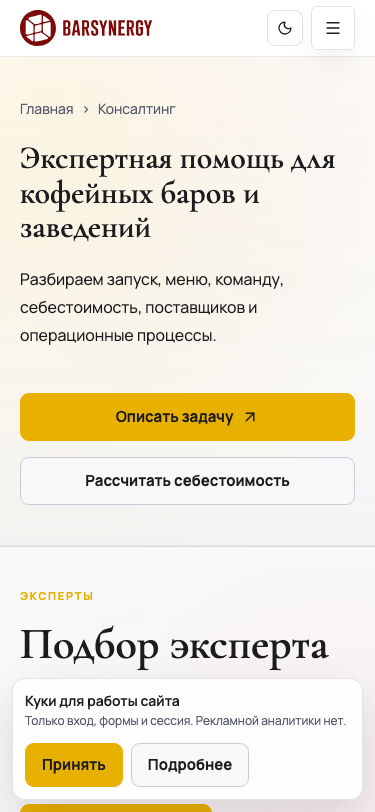 BARSYNERGY
Главная > Консалтинг
Экспертная помощь для
кофейных баров и
заведений
Разбираем запуск, меню, команду,
себестоимость, поставщиков и
операционные процессы.
Описать задачу
Рассчитать себестоимость
ЭКСПЕРТЫ
Подбор эксперта
Куки для работы сайта
Только вход, формы и сессия. Рекламной аналитики нет.
Принять
Подробнее